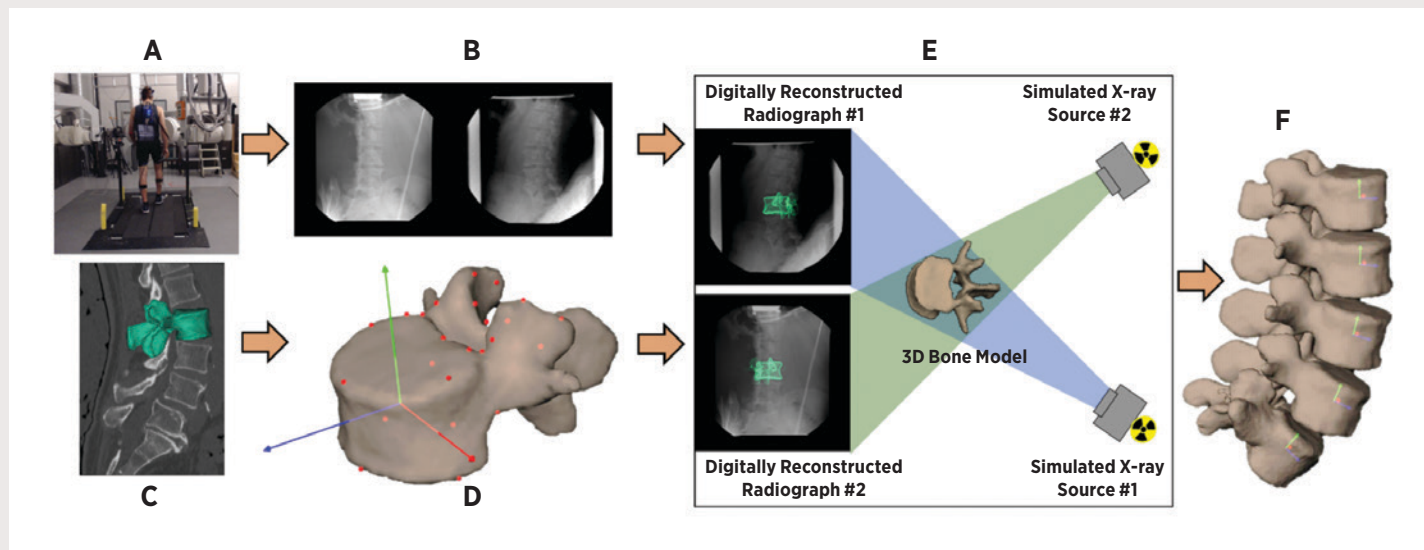 A
B
E
Digitally Reconstructed
Radiograph #1
Simulated X-ray
Source #2
F
3D Bone Model
C
D
Digitally Reconstructed
Radiograph #2
Simulated X-ray
Source #1